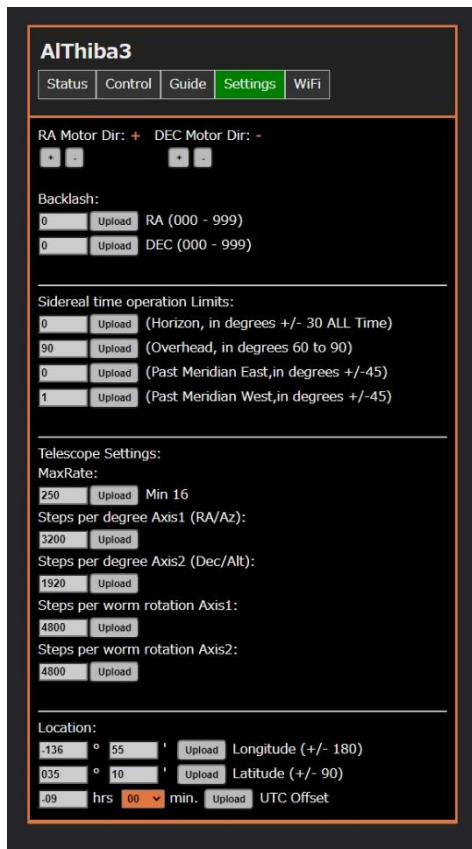 AlThiba3
Status Control Guide Settings WiFi
RA Motor Dir: + DEC Motor Dir: -
+ - + -
Backlash:
0 Upload RA (000 - 999)
0 Upload DEC (000 - 999)
Sidereal time operation Limits:
0 Upload (Horizon, in degrees +/- 30 ALL Time)
90 Upload (Overhead, in degrees 60 to 90)
0 Upload (Past Meridian East,in degrees +/-45)
1 Upload (Past Meridian West,in degrees +/-45)
Telescope Settings:
MaxRate:
250 Upload Min 16
Steps per degree Axis1 (RA/Az):
3200 Upload
Steps per degree Axis2 (Dec/Alt):
1920 Upload
Steps per worm rotation Axis1:
4800 Upload
Steps per worm rotation Axis2:
4800 Upload
Location:
-136 ° 55 ' Upload Longitude (+/- 180)
035 ° 10 ' Upload Latitude (+/- 90)
-09 hrs 00 min. Upload UTC Offset